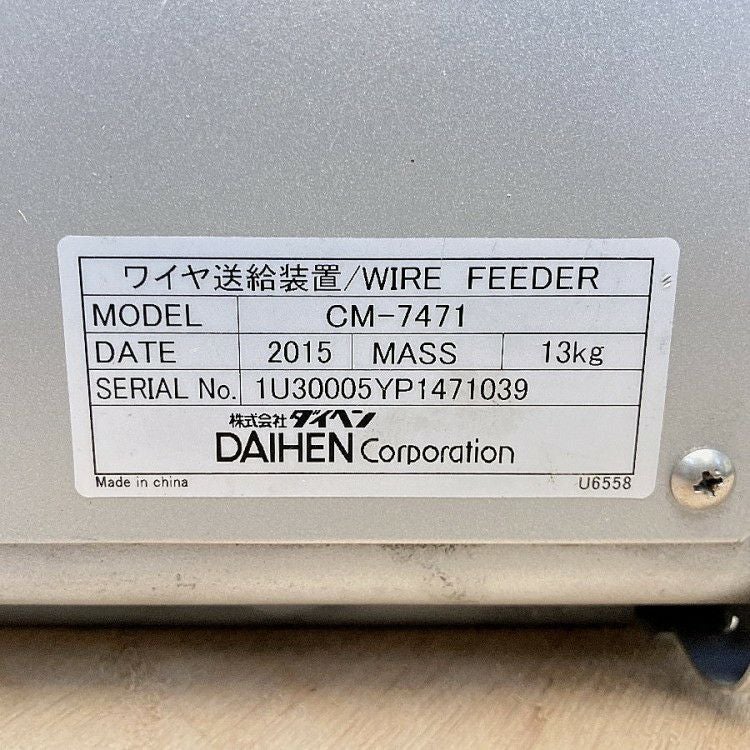 ワイヤ送給装置/WIRE FEEDER
MODEL CM-7471
DATE 2015 MASS 13kg
SERIAL No. 1U30005YP1471039
株式会社ダイヘン
DAIHEN Corporation
Made in china U6558